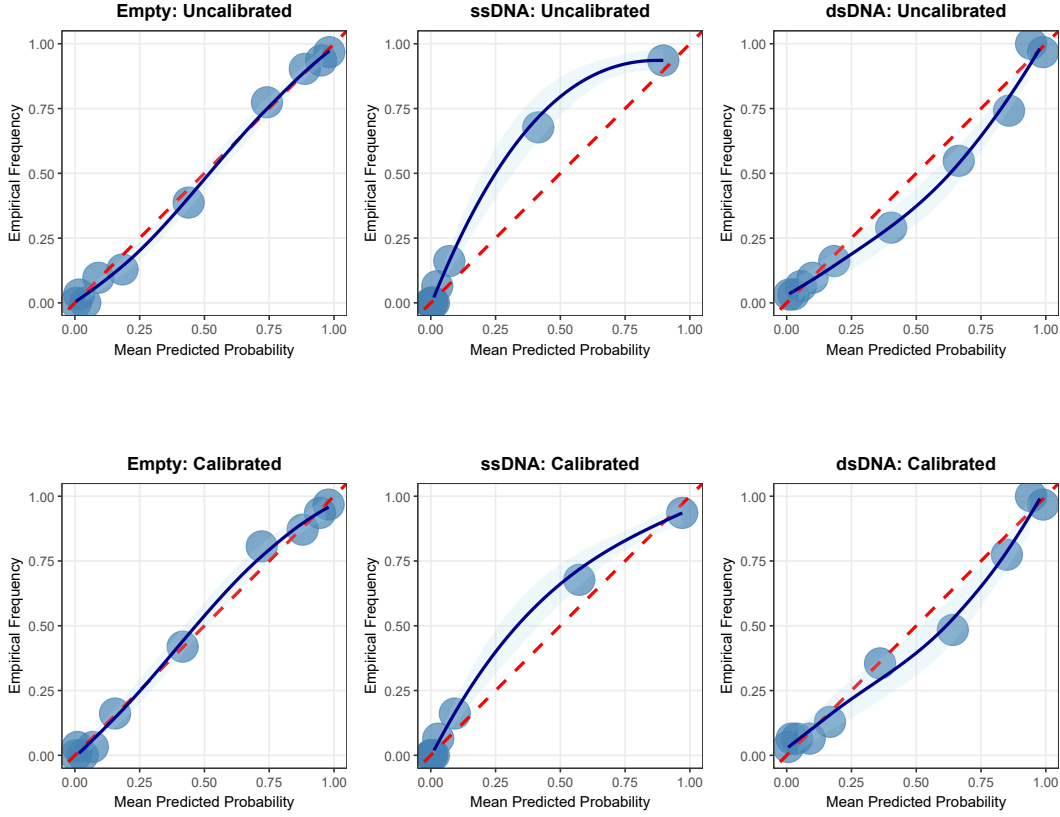 Empty: Uncalibrated
1.00
0.75
0.50
0.25
0.00
Empirical Frequency
0.00 0.25 0.50 0.75 1.00
Mean Predicted Probability
ssDNA: Uncalibrated
1.00
0.75
0.50
0.25
0.00
Empirical Frequency
0.00 0.25 0.50 0.75 1.00
Mean Predicted Probability
dsDNA: Uncalibrated
1.00
0.75
0.50
0.25
0.00
Empirical Frequency
0.00 0.25 0.50 0.75 1.00
Mean Predicted Probability
Empty: Calibrated
1.00
0.75
0.50
0.25
0.00
Empirical Frequency
0.00 0.25 0.50 0.75 1.00
Mean Predicted Probability
ssDNA: Calibrated
1.00
0.75
0.50
0.25
0.00
Empirical Frequency
0.00 0.25 0.50 0.75 1.00
Mean Predicted Probability
dsDNA: Calibrated
1.00
0.75
0.50
0.25
0.00
Empirical Frequency
0.00 0.25 0.50 0.75 1.00
Mean Predicted Probability